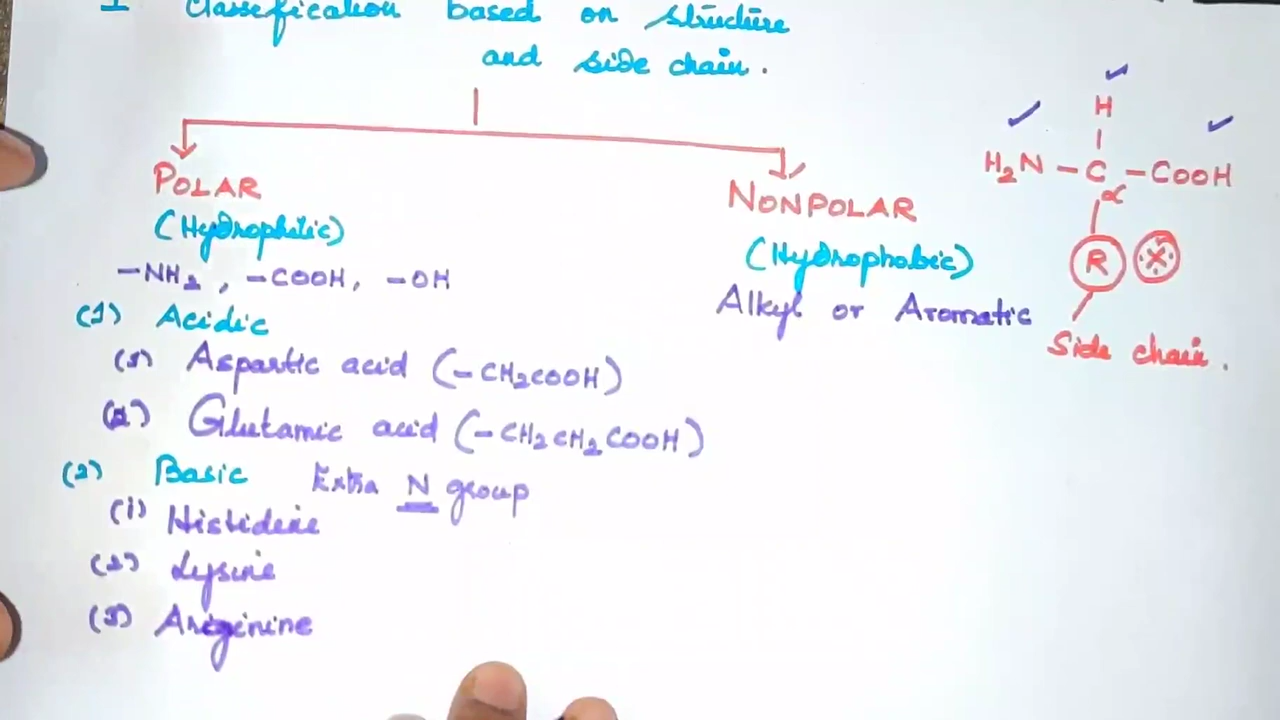 I Classification based on structure
and side chain.
POLAR
(Hydrophilic)
-NH2, -COOH, -OH
(1) Acidic
(1) Aspartic acid (-CH2COOH)
(2) Glutamic acid (-CH2CH2COOH)
(2) Basic Extra N group
(1) Histidine
(2) Lysine
(3) Arigenine
NONPOLAR
(Hydrophobic)
Alkyl or Aromatic
H
H2N - C - COOH
α
R
Side chain.